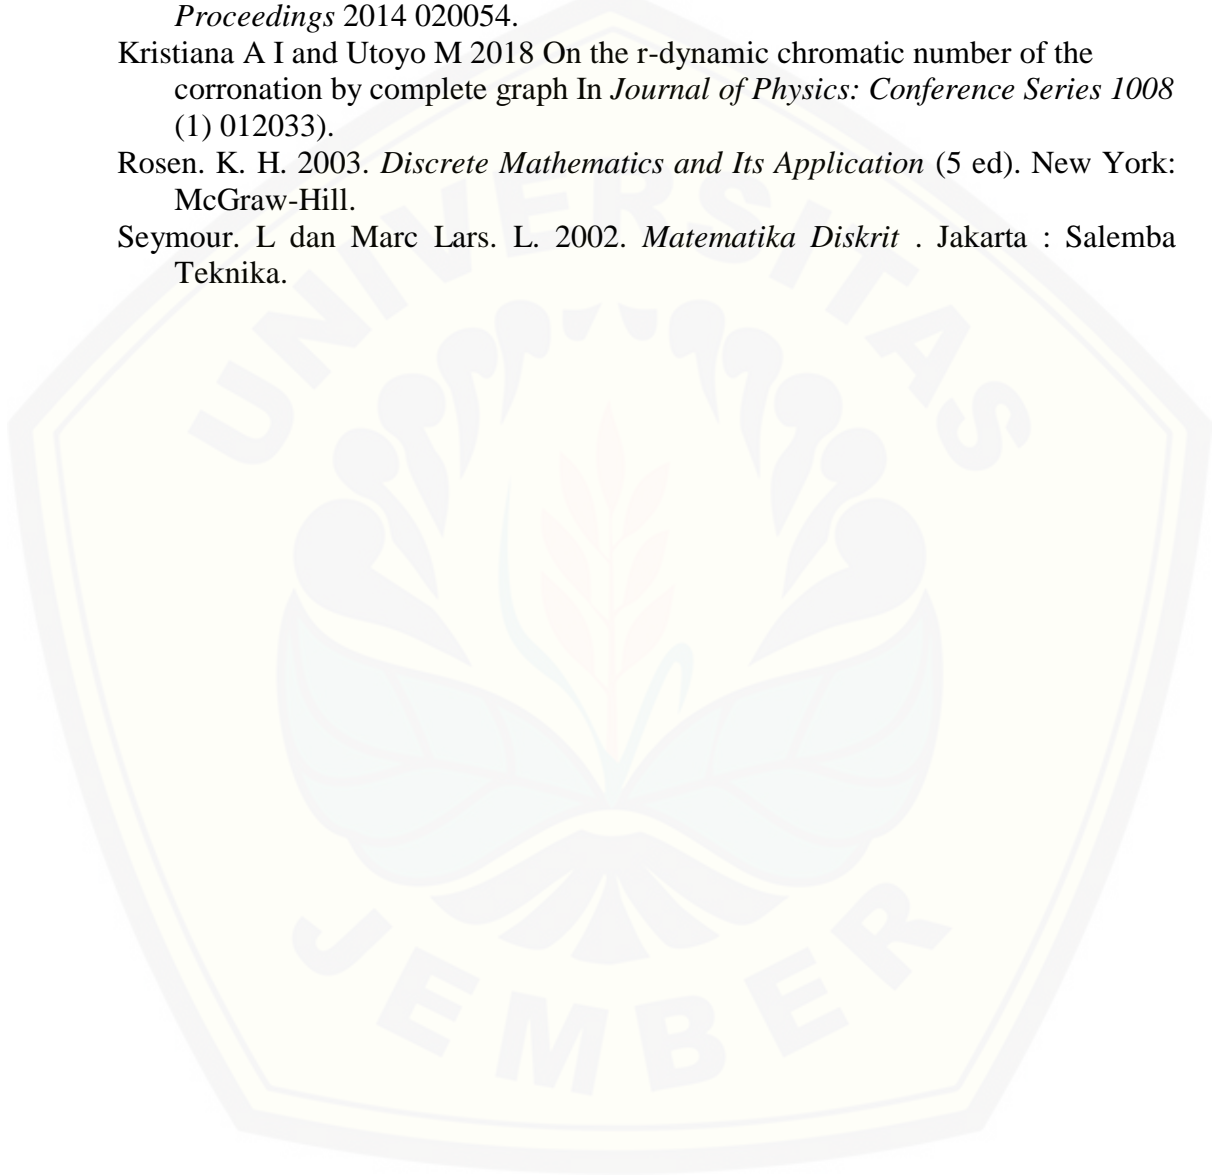 Proceedings 2014 020054.
Kristiana A I and Utoyo M 2018 On the r-dynamic chromatic number of the
corronation by complete graph In Journal of Physics: Conference Series 1008
(1) 012033).
Rosen. K. H. 2003. Discrete Mathematics and Its Application (5 ed). New York:
McGraw-Hill.
Seymour. L dan Marc Lars. L. 2002. Matematika Diskrit . Jakarta : Salemba
Teknika.
UNIVERSITAS
JEMBER